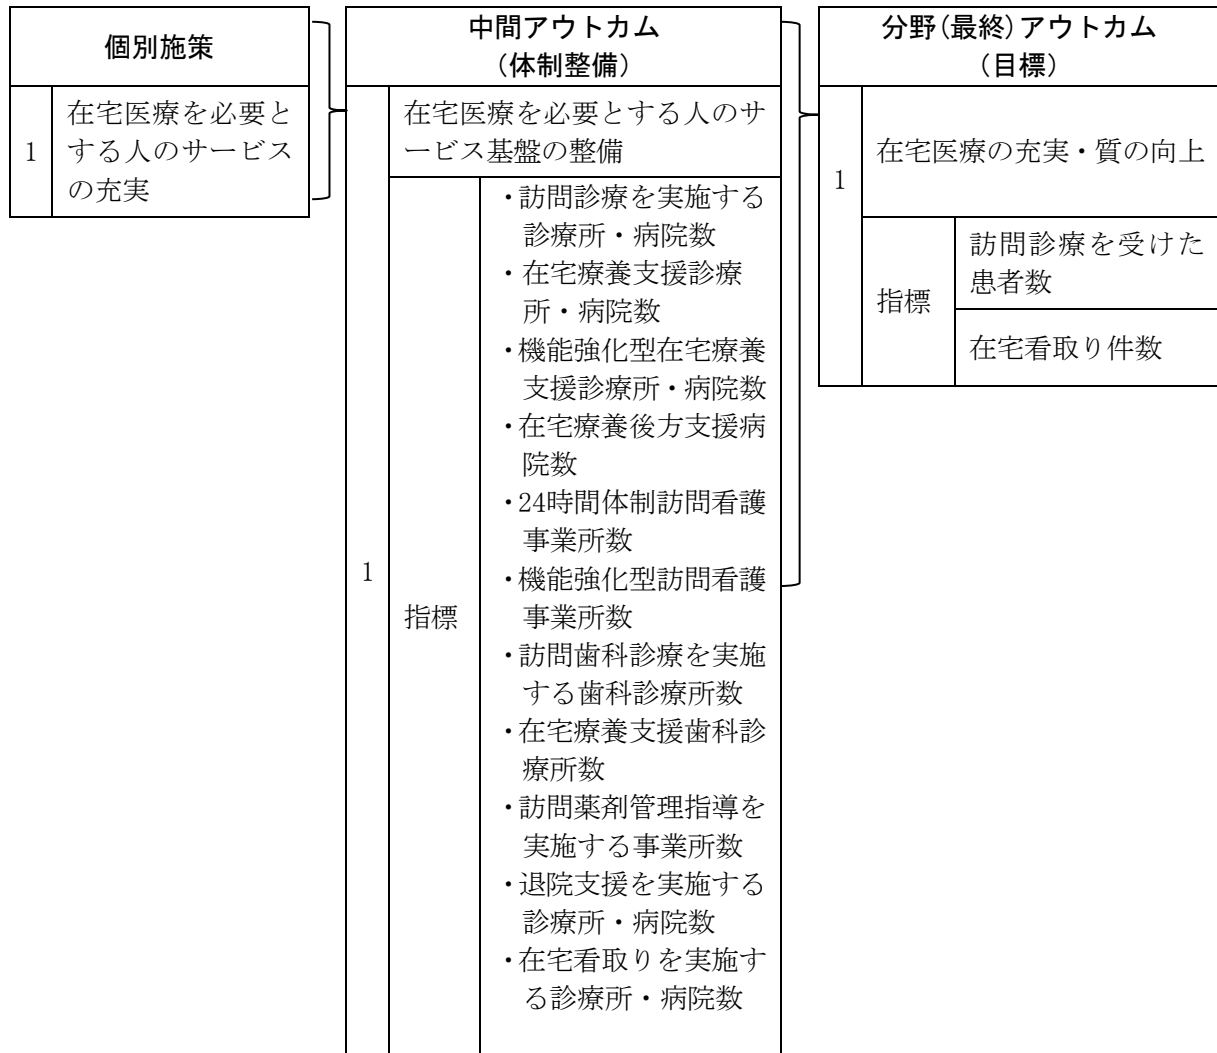 個別施策
1
在宅医療を必要と
する人のサービス
の充実
中間アウトカム
（体制整備）
1
在宅医療を必要とする人のサ
ービス基盤の整備
指標
・訪問診療を実施する
診療所・病院数
・在宅療養支援診療
所・病院数
・機能強化型在宅療養
支援診療所・病院数
・在宅療養後方支援病
院数
・24時間体制訪問看護
事業所数
・機能強化型訪問看護
事業所数
・訪問歯科診療を実施
する歯科診療所数
・在宅療養支援歯科診
療所数
・訪問薬剤管理指導を
実施する事業所数
・退院支援を実施する
診療所・病院数
・在宅看取りを実施す
る診療所・病院数
分野(最終)アウトカム
（目標）
1
在宅医療の充実・質の向上
指標
訪問診療を受けた
患者数
在宅看取り件数